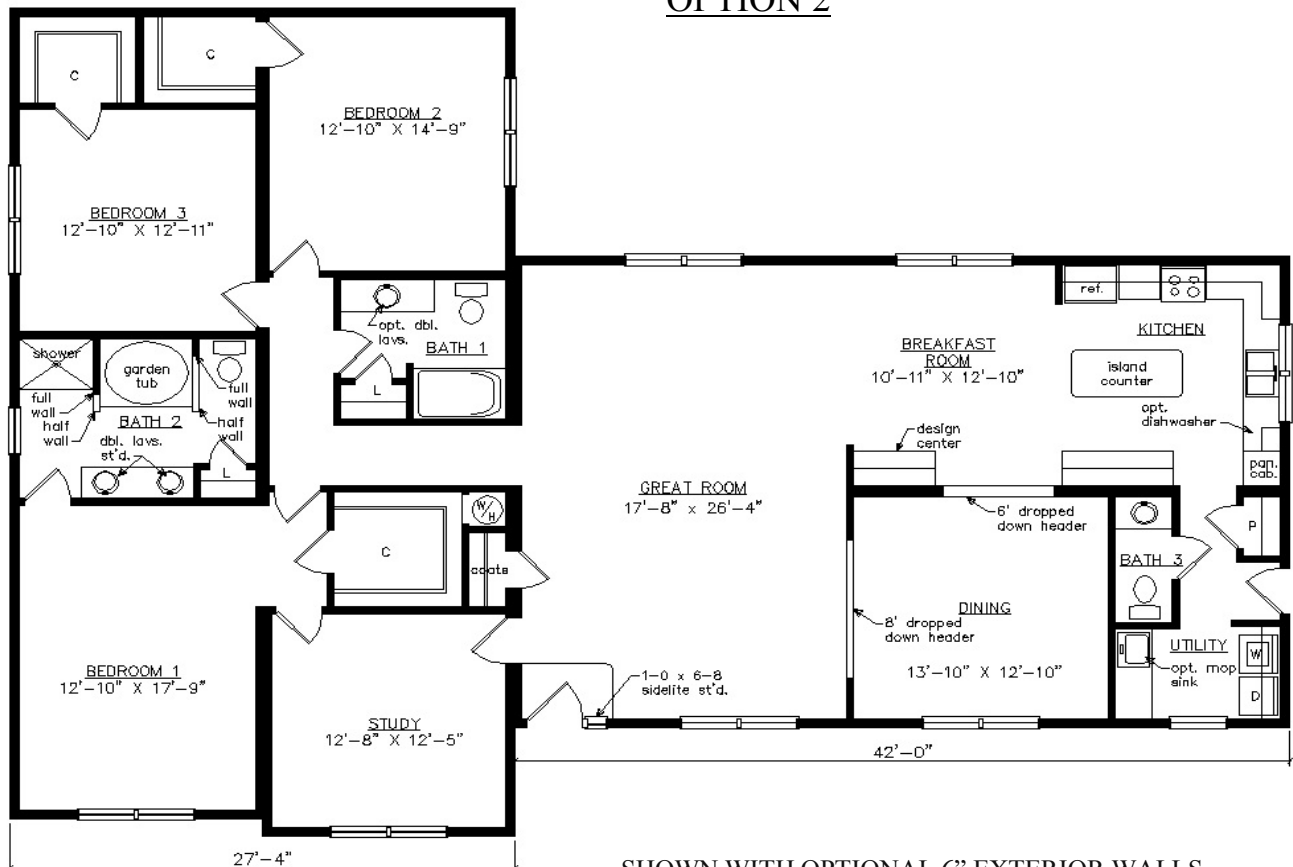 OPTION 2
C
C
BEDROOM 2
12'-10" X 14'-9"
BEDROOM 3
12'-10" X 12'-11"
opt. dbl.
lavs.
BATH 1
L
shower
garden
tub
full
wall
half
wall
full
wall
half
wall
BATH 2
dbl. lavs.
st'd.
L
ref.
KITCHEN
BREAKFAST
ROOM
10'-11" X 12'-10"
island
counter
opt.
dishwasher
design
center
pan.
cab.
GREAT ROOM
17'-8" x 26'-4"
W/H
C
coats
6' dropped
down header
P
BATH 3
DINING
13'-10" X 12'-10"
8' dropped
down header
UTILITY
opt. mop
sink
W
D
BEDROOM 1
12'-10" X 17'-9"
STUDY
12'-8" X 12'-5"
1-0 x 6-8
sidelite st'd.
42'-0"
27'-4"
SHOWN WITH OPTIONAL 6" EXTERIOR WALLS